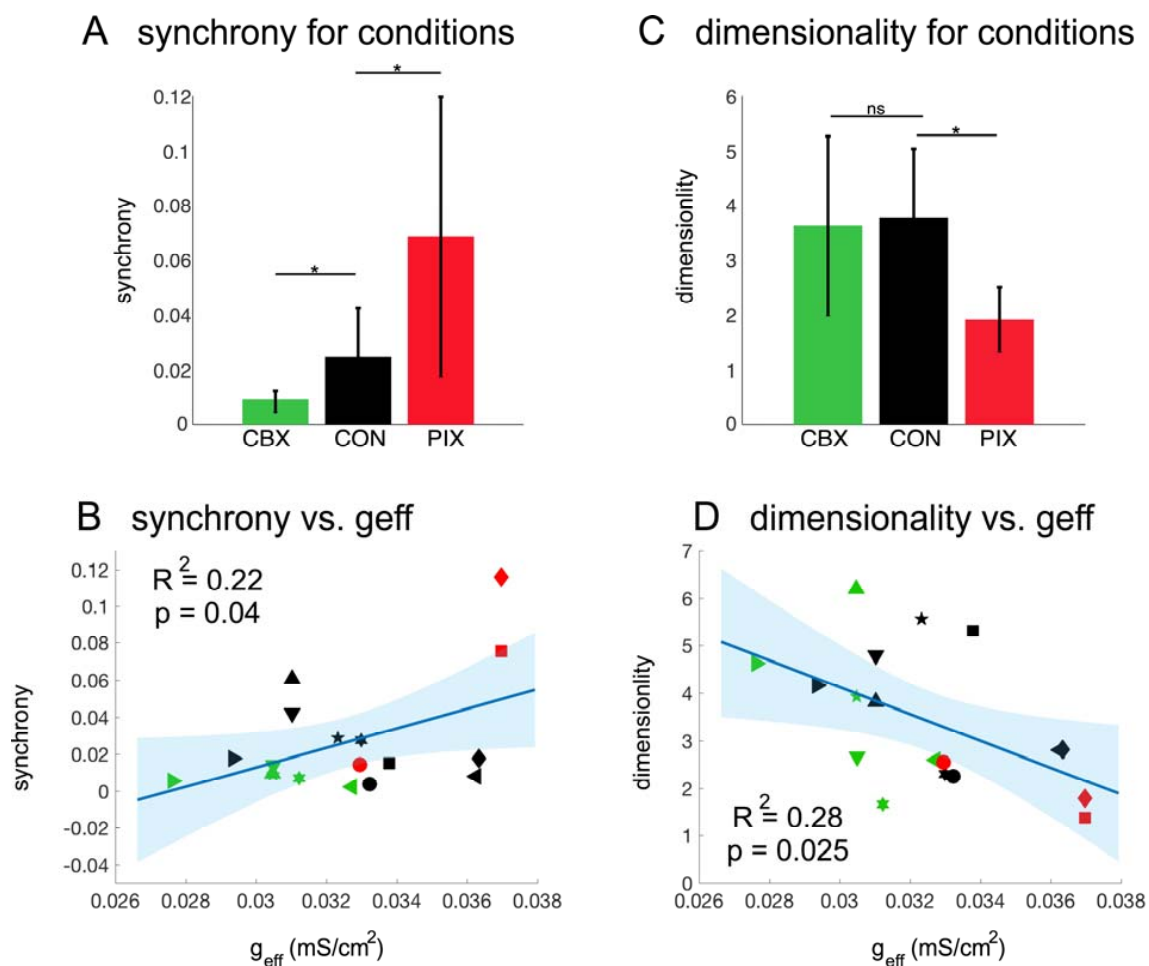 A synchrony for conditions
*
*
0.12
0.1
0.08
0.06
0.04
0.02
0
synchrony
CBX CON PIX
C dimensionality for conditions
ns
*
6
5
4
3
2
1
0
dimensionlity
CBX CON PIX
B synchrony vs. geff
R² = 0.22
p = 0.04
0.12
0.1
0.08
0.06
0.04
0.02
0
-0.02
-0.04
synchrony
0.026 0.028 0.03 0.032 0.034 0.036 0.038
g_eff (mS/cm²)
D dimensionality vs. geff
7
6
5
4
3
2
1
0
dimensionlity
R² = 0.28
p = 0.025
0.026 0.028 0.03 0.032 0.034 0.036 0.038
g_eff (mS/cm²)